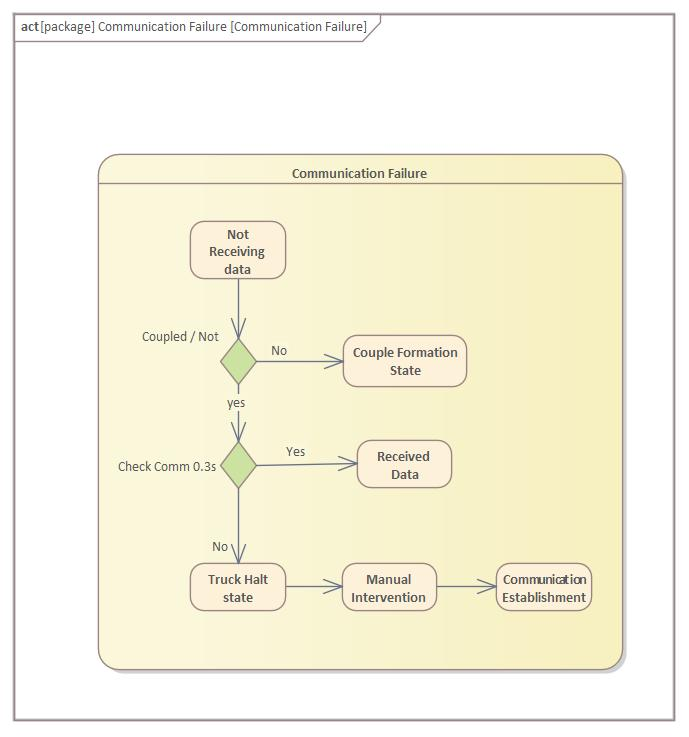 act [package] Communication Failure [Communication Failure]
Communication Failure
Not
Receiving
data
Coupled / Not
No
Couple Formation
State
yes
Check Comm 0.3s
Yes
Received
Data
No
Truck Halt
state
Manual
Intervention
Communication
Establishment